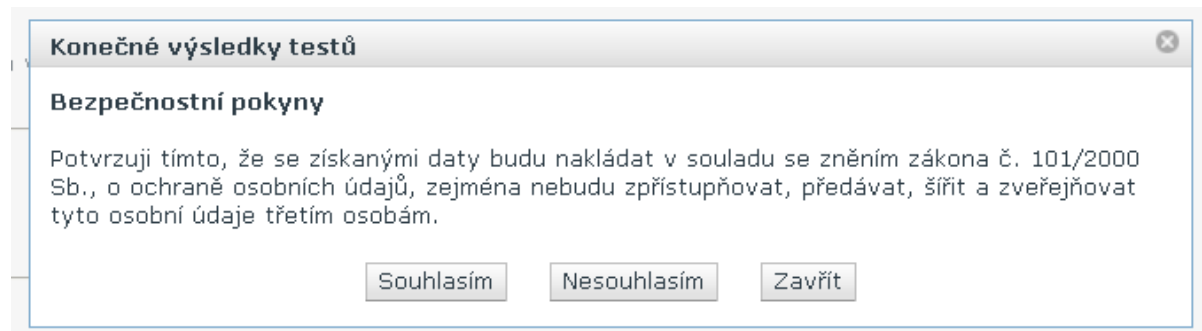 Konečné výsledky testů
Bezpečnostní pokyny
Potvrzuji tímto, že se získanými daty budu nakládat v souladu se zněním zákona č. 101/2000
Sb., o ochraně osobních údajů, zejména nebudu zpřístupňovat, předávat, šířit a zveřejňovat
tyto osobní údaje třetím osobám.
Souhlasím Nesouhlasím Zavřít